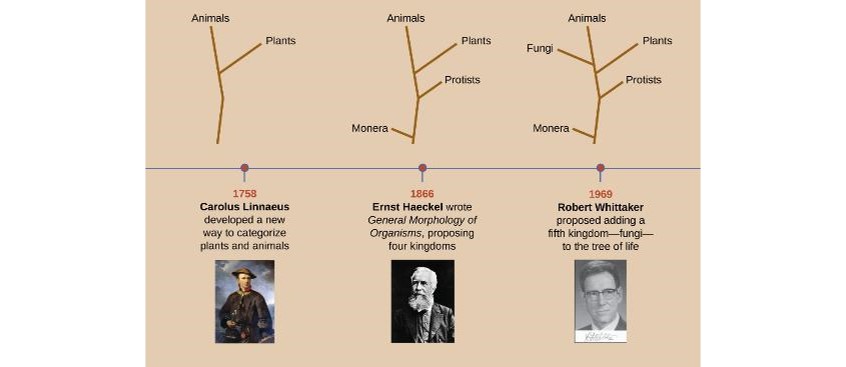 Animals
Plants
Animals
Plants
Protists
Monera
Animals
Fungi
Plants
Protists
Monera
1758
Carolus Linnaeus
developed a new
way to categorize
plants and animals
1866
Ernst Haeckel wrote
General Morphology of
Organisms, proposing
four kingdoms
1969
Robert Whittaker
proposed adding a
fifth kingdom—fungi—
to the tree of life